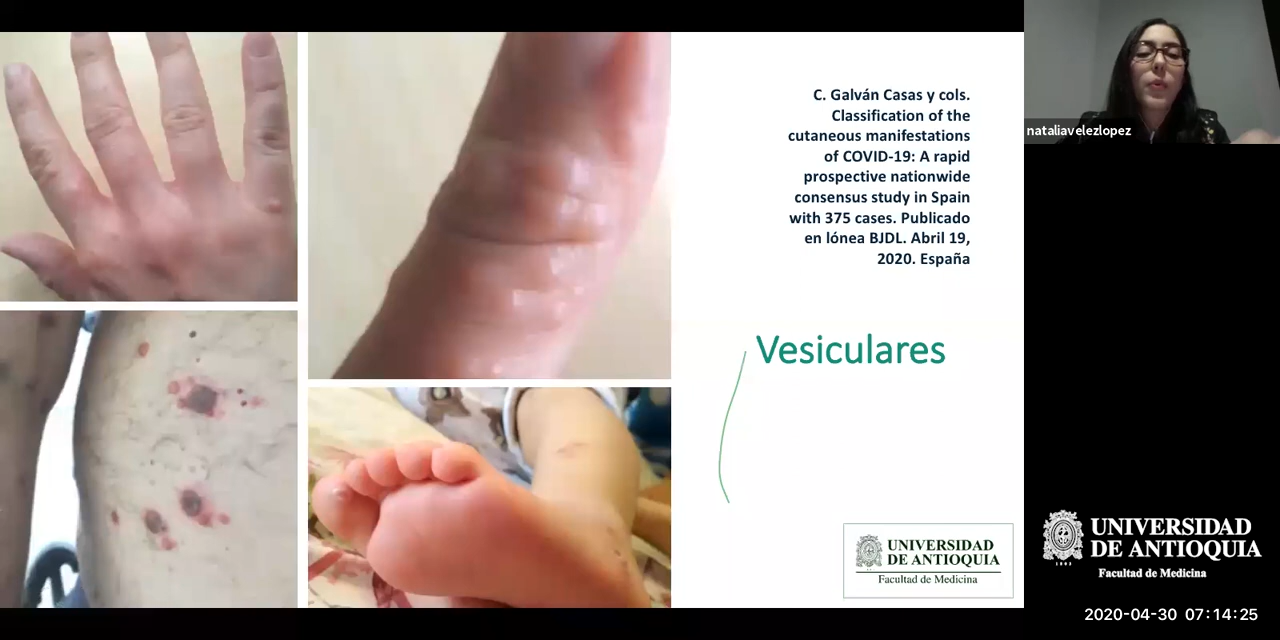 C. Galván Casas y cols.
Classification of the
cutaneous manifestations
of COVID-19: A rapid
prospective nationwide
consensus study in Spain
with 375 cases. Publicado
en lónea BJDL. Abril 19,
2020. España
Vesiculares
UNIVERSIDAD
DE ANTIOQUIA
Facultad de Medicina
nataliavelezlopez
UNIVERSIDAD
DE ANTIOQUIA
1803
Facultad de Medicina
2020-04-30 07:14:25